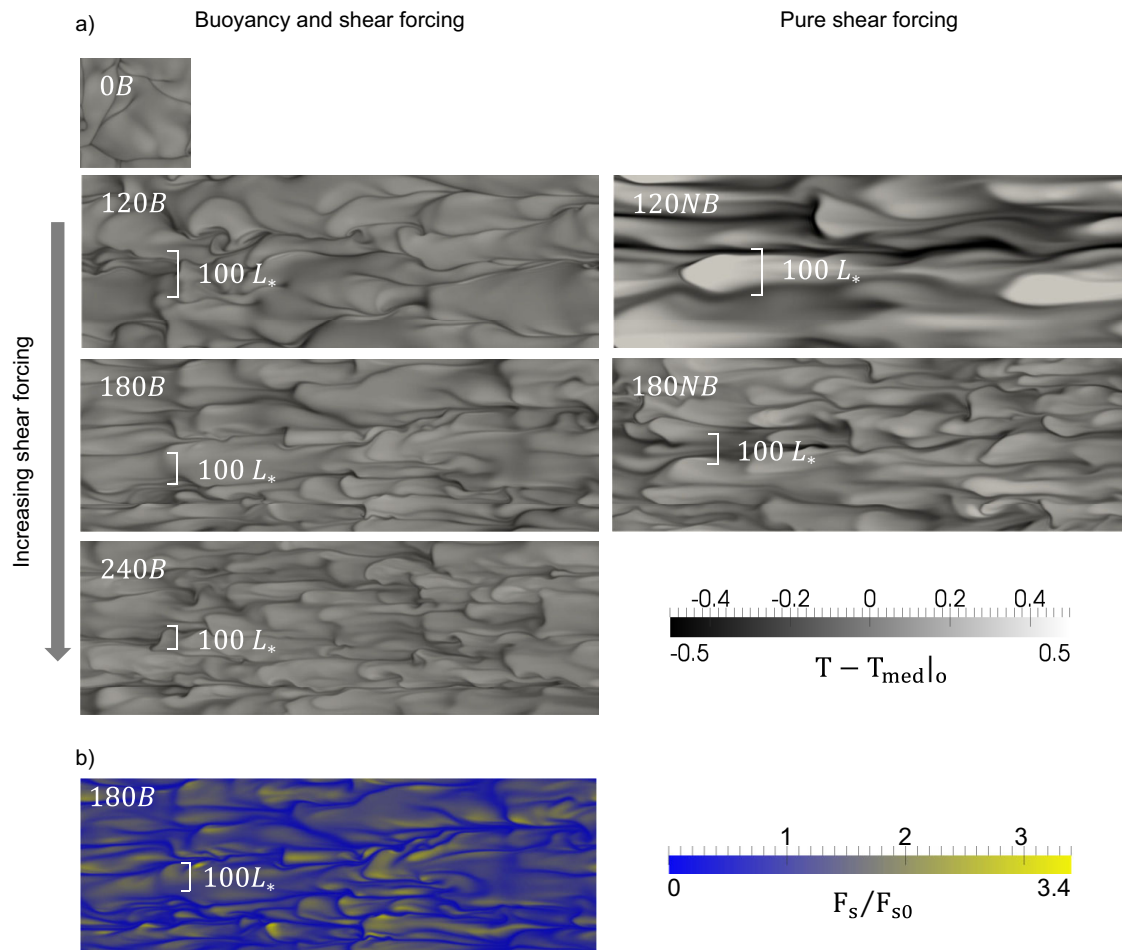 a)
Buoyancy and shear forcing
Pure shear forcing
0B
120B
100 L*
120NB
100 L*
Increasing shear forcing
180B
100 L*
180NB
100 L*
240B
100 L*
-0.4 -0.2 0 0.2 0.4
-0.5 0.5
T − Tmed|o
b)
180B
100L*
1 2 3
0 3.4
Fs/Fs0